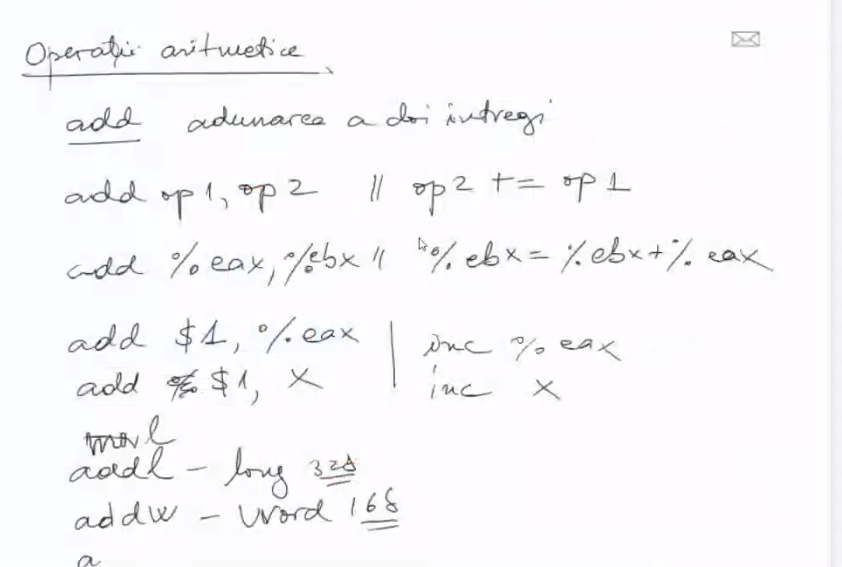 Operații aritmetice
add adunarea a doi întregi
add op1, op2 // op2 += op1
add %eax, %ebx // %ebx = %ebx + %eax
add $1, %eax | inc %eax
add $1, x | inc x
movl
addl - long 32b
addw - word 16b
a